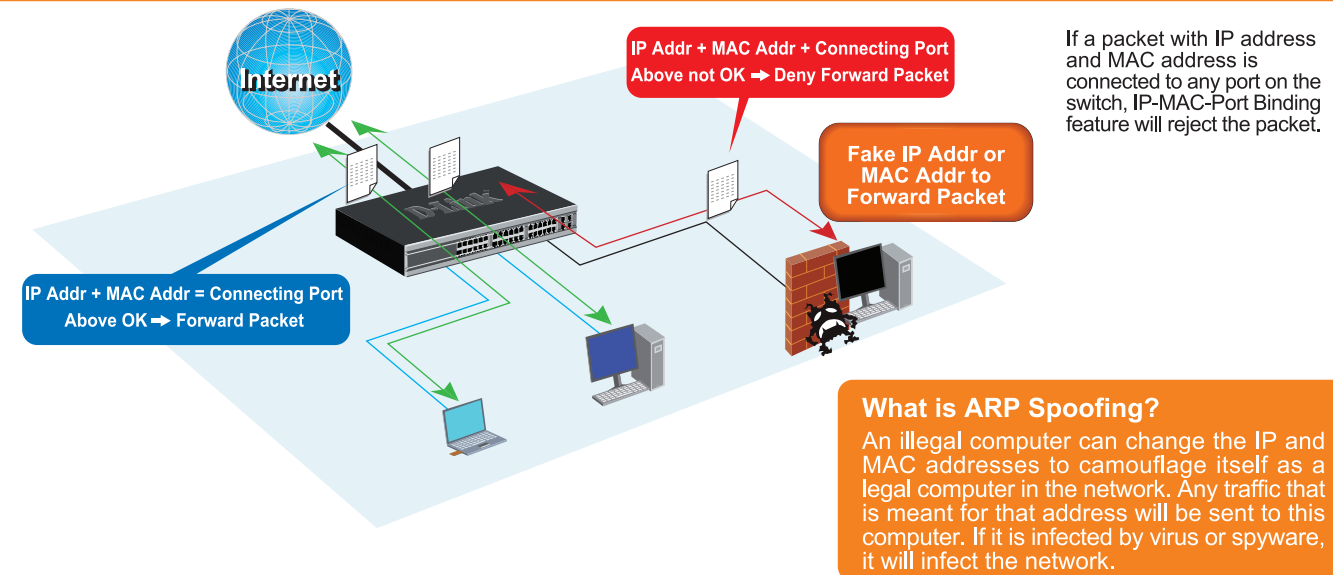 Internet
IP Addr + MAC Addr + Connecting Port
Above not OK ➔ Deny Forward Packet
If a packet with IP address
and MAC address is
connected to any port on the
switch, IP-MAC-Port Binding
feature will reject the packet.
Fake IP Addr or
MAC Addr to
Forward Packet
D-Link
IP Addr + MAC Addr = Connecting Port
Above OK ➔ Forward Packet
What is ARP Spoofing?
An illegal computer can change the IP and
MAC addresses to camouflage itself as a
legal computer in the network. Any traffic that
is meant for that address will be sent to this
computer. If it is infected by virus or spyware,
it will infect the network.